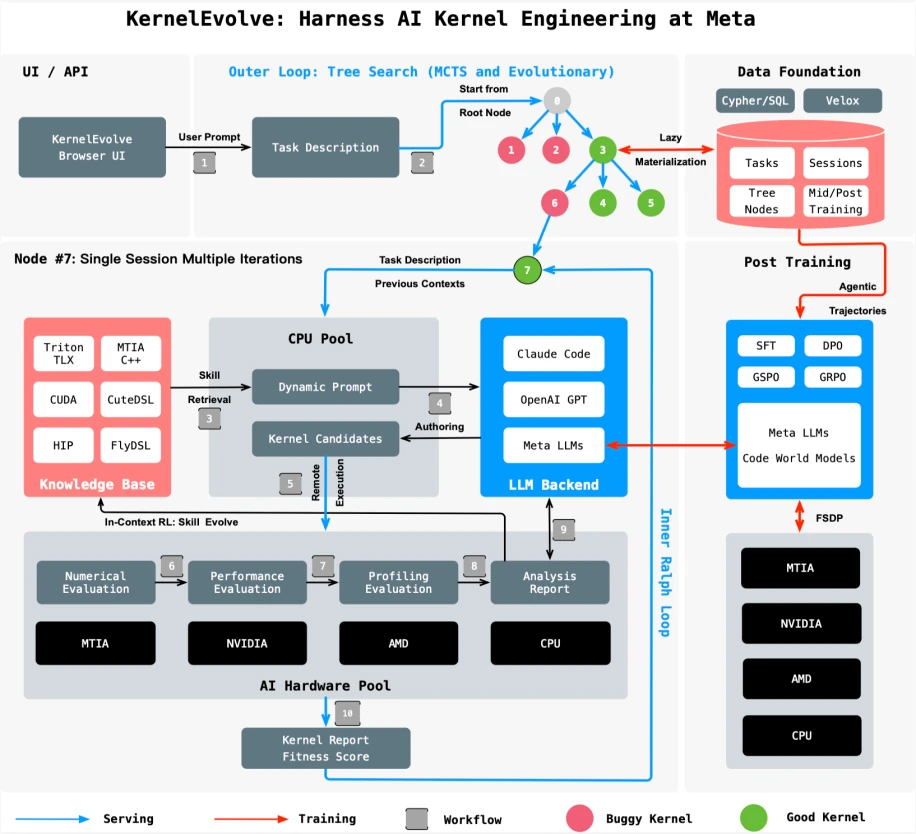 KernelEvolve: Harness AI Kernel Engineering at Meta
UI / API
Outer Loop: Tree Search (MCTS and Evolutionary)
Data Foundation
Cypher/SQL
Velox
KernelEvolve
Browser UI
User Prompt
1
Task Description
2
Start from
Root Node
0
1
2
3
6
4
5
7
Lazy
Materialization
Tasks
Sessions
Tree
Nodes
Mid/Post
Training
Node #7: Single Session Multiple Iterations
Task Description
Previous Contexts
Post Training
Agentic
Trajectories
Triton
TLX
MTIA
C++
CUDA
CuteDSL
HIP
FlyDSL
Knowledge Base
Skill
Retrieval
3
CPU Pool
Dynamic Prompt
Kernel Candidates
4
Authoring
5
Remote
Execution
Claude Code
OpenAI GPT
Meta LLMs
LLM Backend
SFT
DPO
GSPO
GRPO
Meta LLMs
Code World Models
FSDP
In-Context RL: Skill Evolve
9
Inner Ralph Loop
Numerical
Evaluation
6
Performance
Evaluation
7
Profiling
Evaluation
8
Analysis
Report
MTIA
NVIDIA
AMD
CPU
AI Hardware Pool
MTIA
NVIDIA
AMD
CPU
10
Kernel Report
Fitness Score
Serving
Training
Workflow
Buggy Kernel
Good Kernel